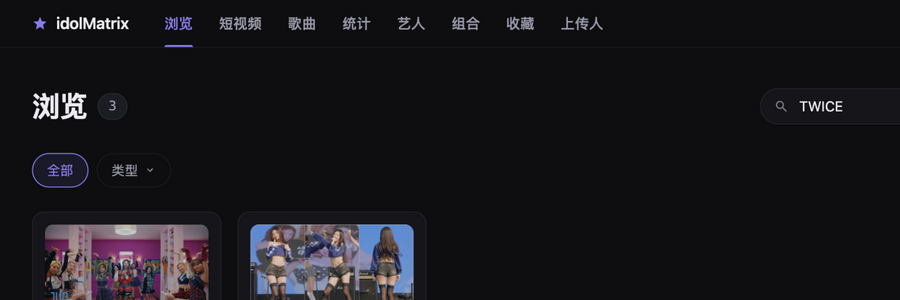 idolMatrix 浏览 短视频 歌曲 统计 艺人 组合 收藏 上传人
浏览 3
TWICE
全部 类型